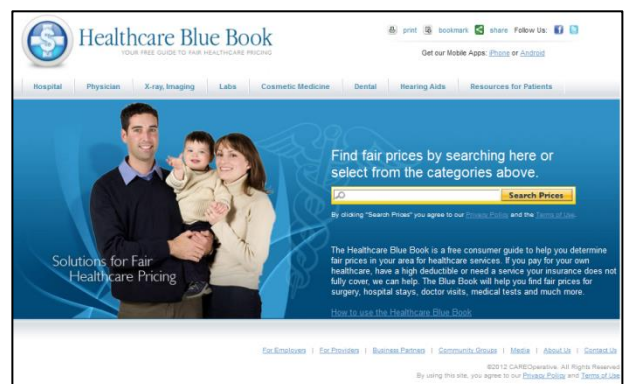 Healthcare Blue Book
YOUR FREE GUIDE TO FAIR HEALTHCARE PRICING
print bookmark share Follow Us:
Get our Mobile Apps: iPhone or Android
Hospital Physician X-ray, Imaging Labs Cosmetic Medicine Dental Hearing Aids Resources for Patients
Find fair prices by searching here or
select from the categories above.
Search Prices
By clicking "Search Prices" you agree to our Privacy Policy and the Terms of Use.
Solutions for Fair
Healthcare Pricing
The Healthcare Blue Book is a free consumer guide to help you determine
fair prices in your area for healthcare services. If you pay for your own
healthcare, have a high deductible or need a service your insurance does not
fully cover, we can help. The Blue Book will help you find fair prices for
surgery, hospital stays, doctor visits, medical tests and much more.
How to use the Healthcare Blue Book
For Employers | For Providers | Business Partners | Community Groups | Media | About Us | Contact Us
©2012 CAREOperative. All Rights Reserved
By using this site, you agree to our Privacy Policy and Terms of Use